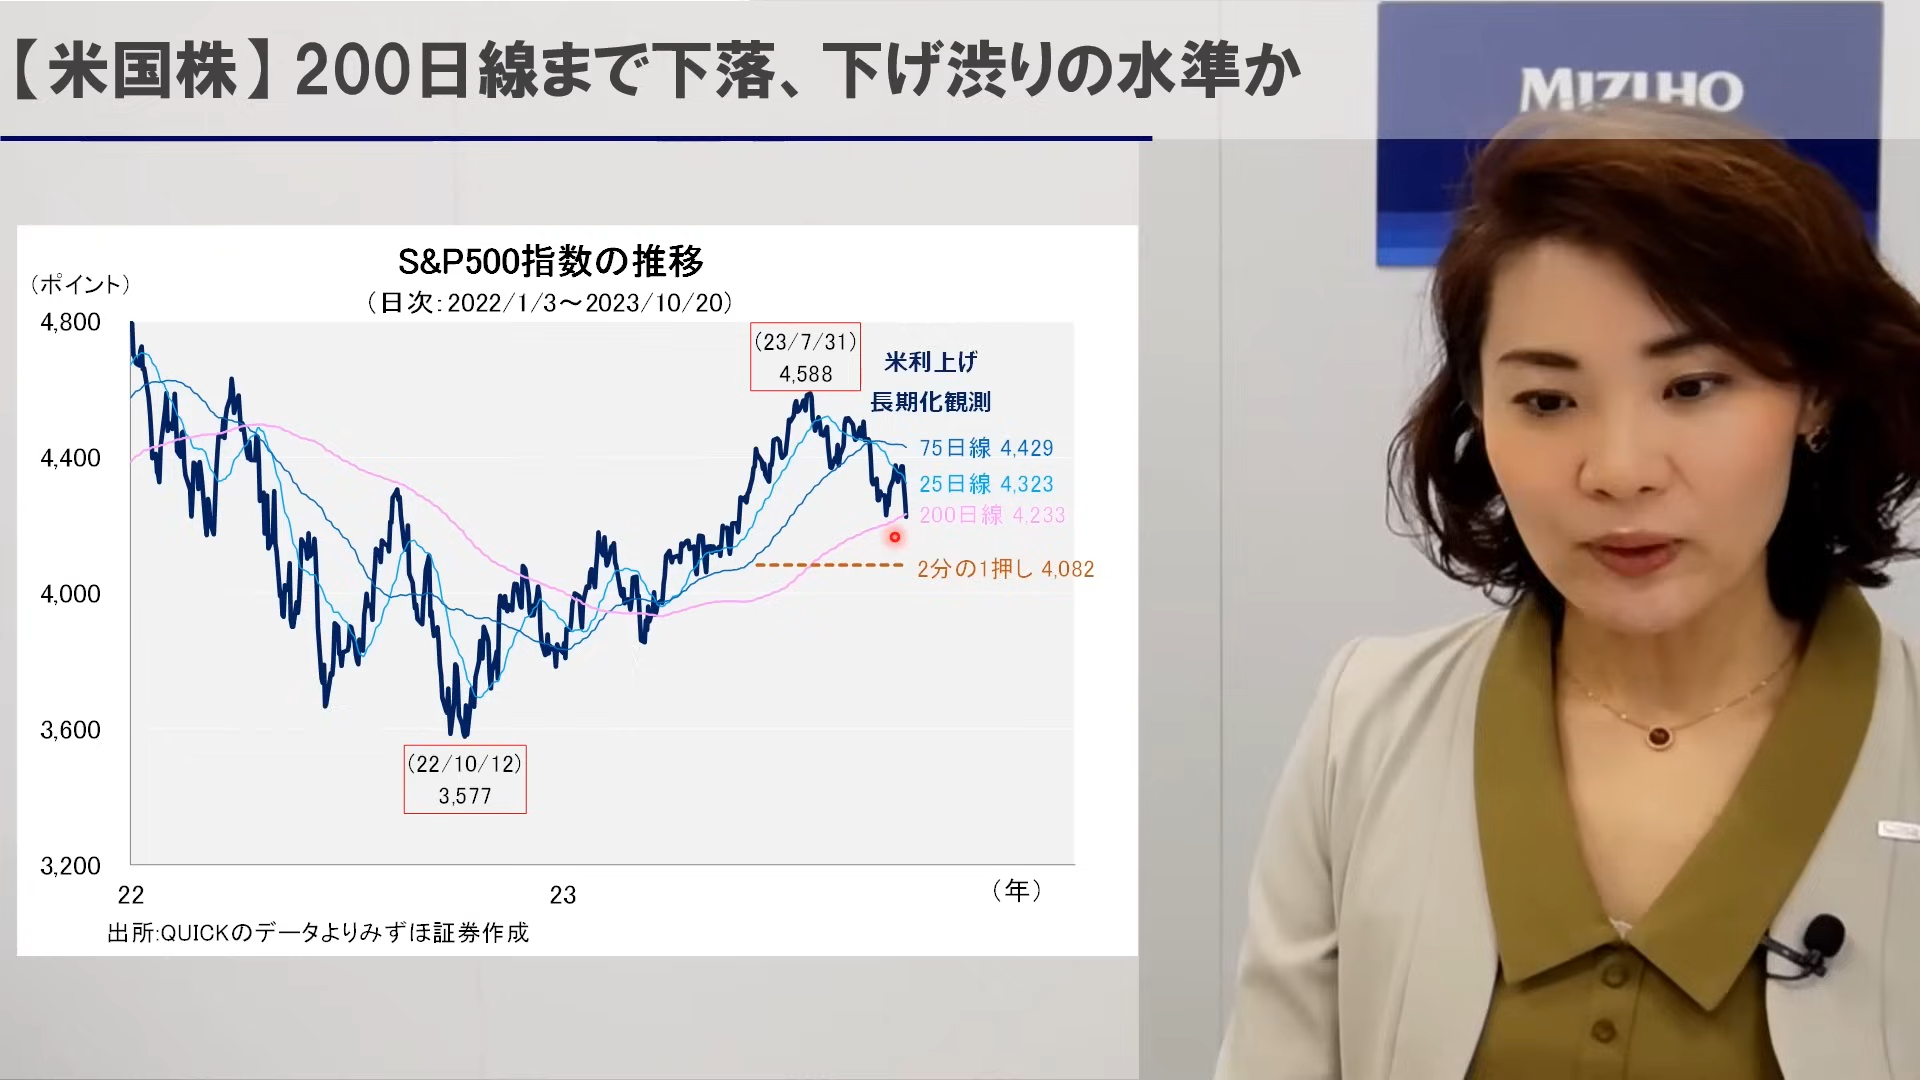 【米国株】200日線まで下落、下げ渋りの水準か
MIZUHO
S&P500指数の推移
（日次：2022/1/3～2023/10/20）
（ポイント）
4,800
4,400
4,000
3,600
3,200
(23/7/31)
4,588
米利上げ
長期化観測
75日線 4,429
25日線 4,323
200日線 4,233
2分の1押し 4,082
(22/10/12)
3,577
22
23
（年）
出所:QUICKのデータよりみずほ証券作成